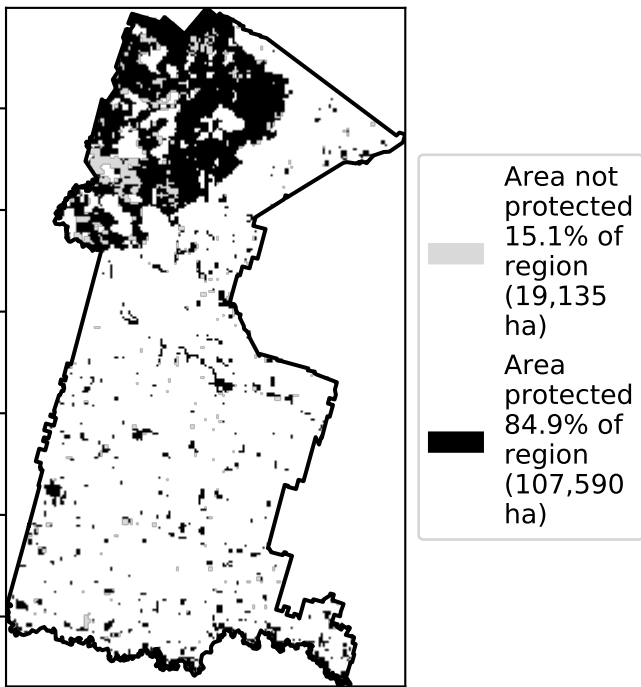 Area not
protected
15.1% of
region
(19,135
ha)
Area
protected
84.9% of
region
(107,590
ha)